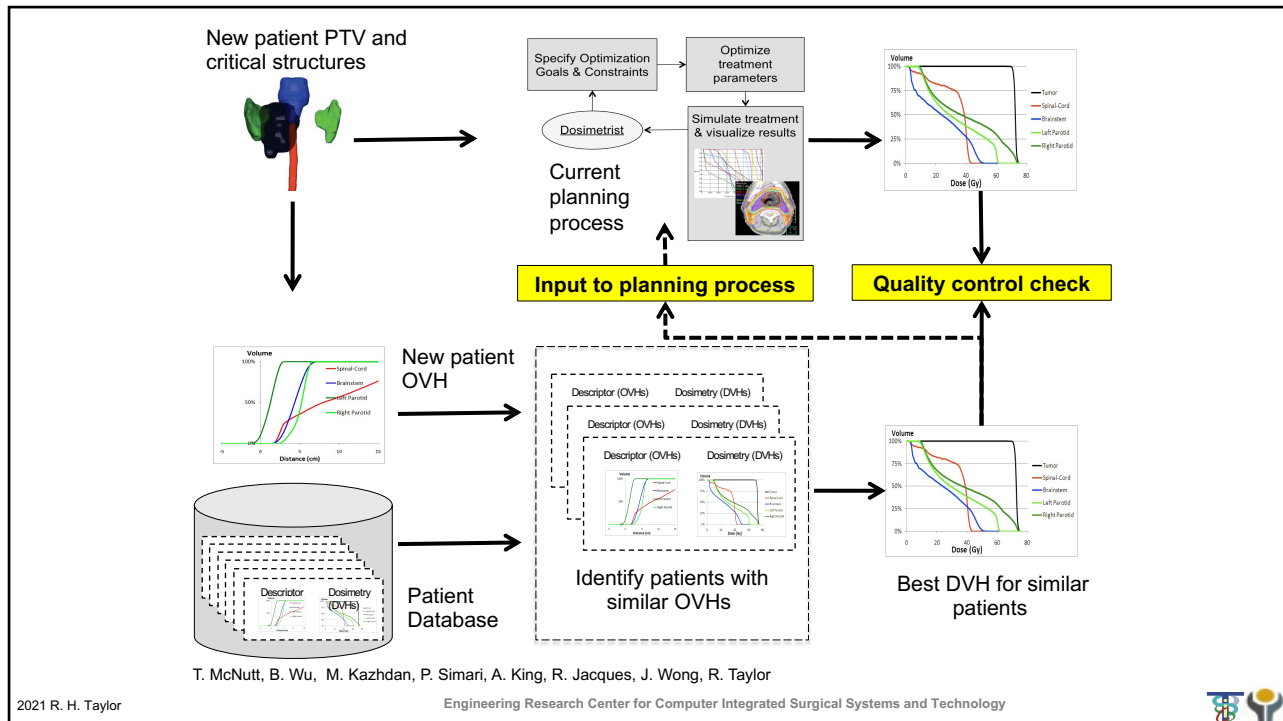 New patient PTV and
critical structures
Specify Optimization
Goals & Constraints
Optimize
treatment
parameters
Dosimetrist
Simulate treatment
& visualize results
Current
planning
process
Volume
100%
75%
50%
25%
0%
0
20
40
60
80
Dose (Gy)
Tumor
Spinal-Cord
Brainstem
Left Parotid
Right Parotid
Input to planning process
Quality control check
Volume
100%
50%
0%
-5
0
5
10
15
Distance (cm)
Spinal-Cord
Brainstem
Left Parotid
Right Parotid
New patient
OVH
Descriptor (OVHs)
Dosimetry (DVHs)
Descriptor (OVHs)
Dosimetry (DVHs)
Descriptor (OVHs)
Dosimetry (DVHs)
Identify patients with
similar OVHs
Volume
100%
75%
50%
25%
0%
0
20
40
60
80
Dose (Gy)
Tumor
Spinal-Cord
Brainstem
Left Parotid
Right Parotid
Best DVH for similar
patients
Descriptor
Dosimetry
(DVHs)
Patient
Database
T. McNutt, B. Wu, M. Kazhdan, P. Simari, A. King, R. Jacques, J. Wong, R. Taylor
2021 R. H. Taylor
Engineering Research Center for Computer Integrated Surgical Systems and Technology